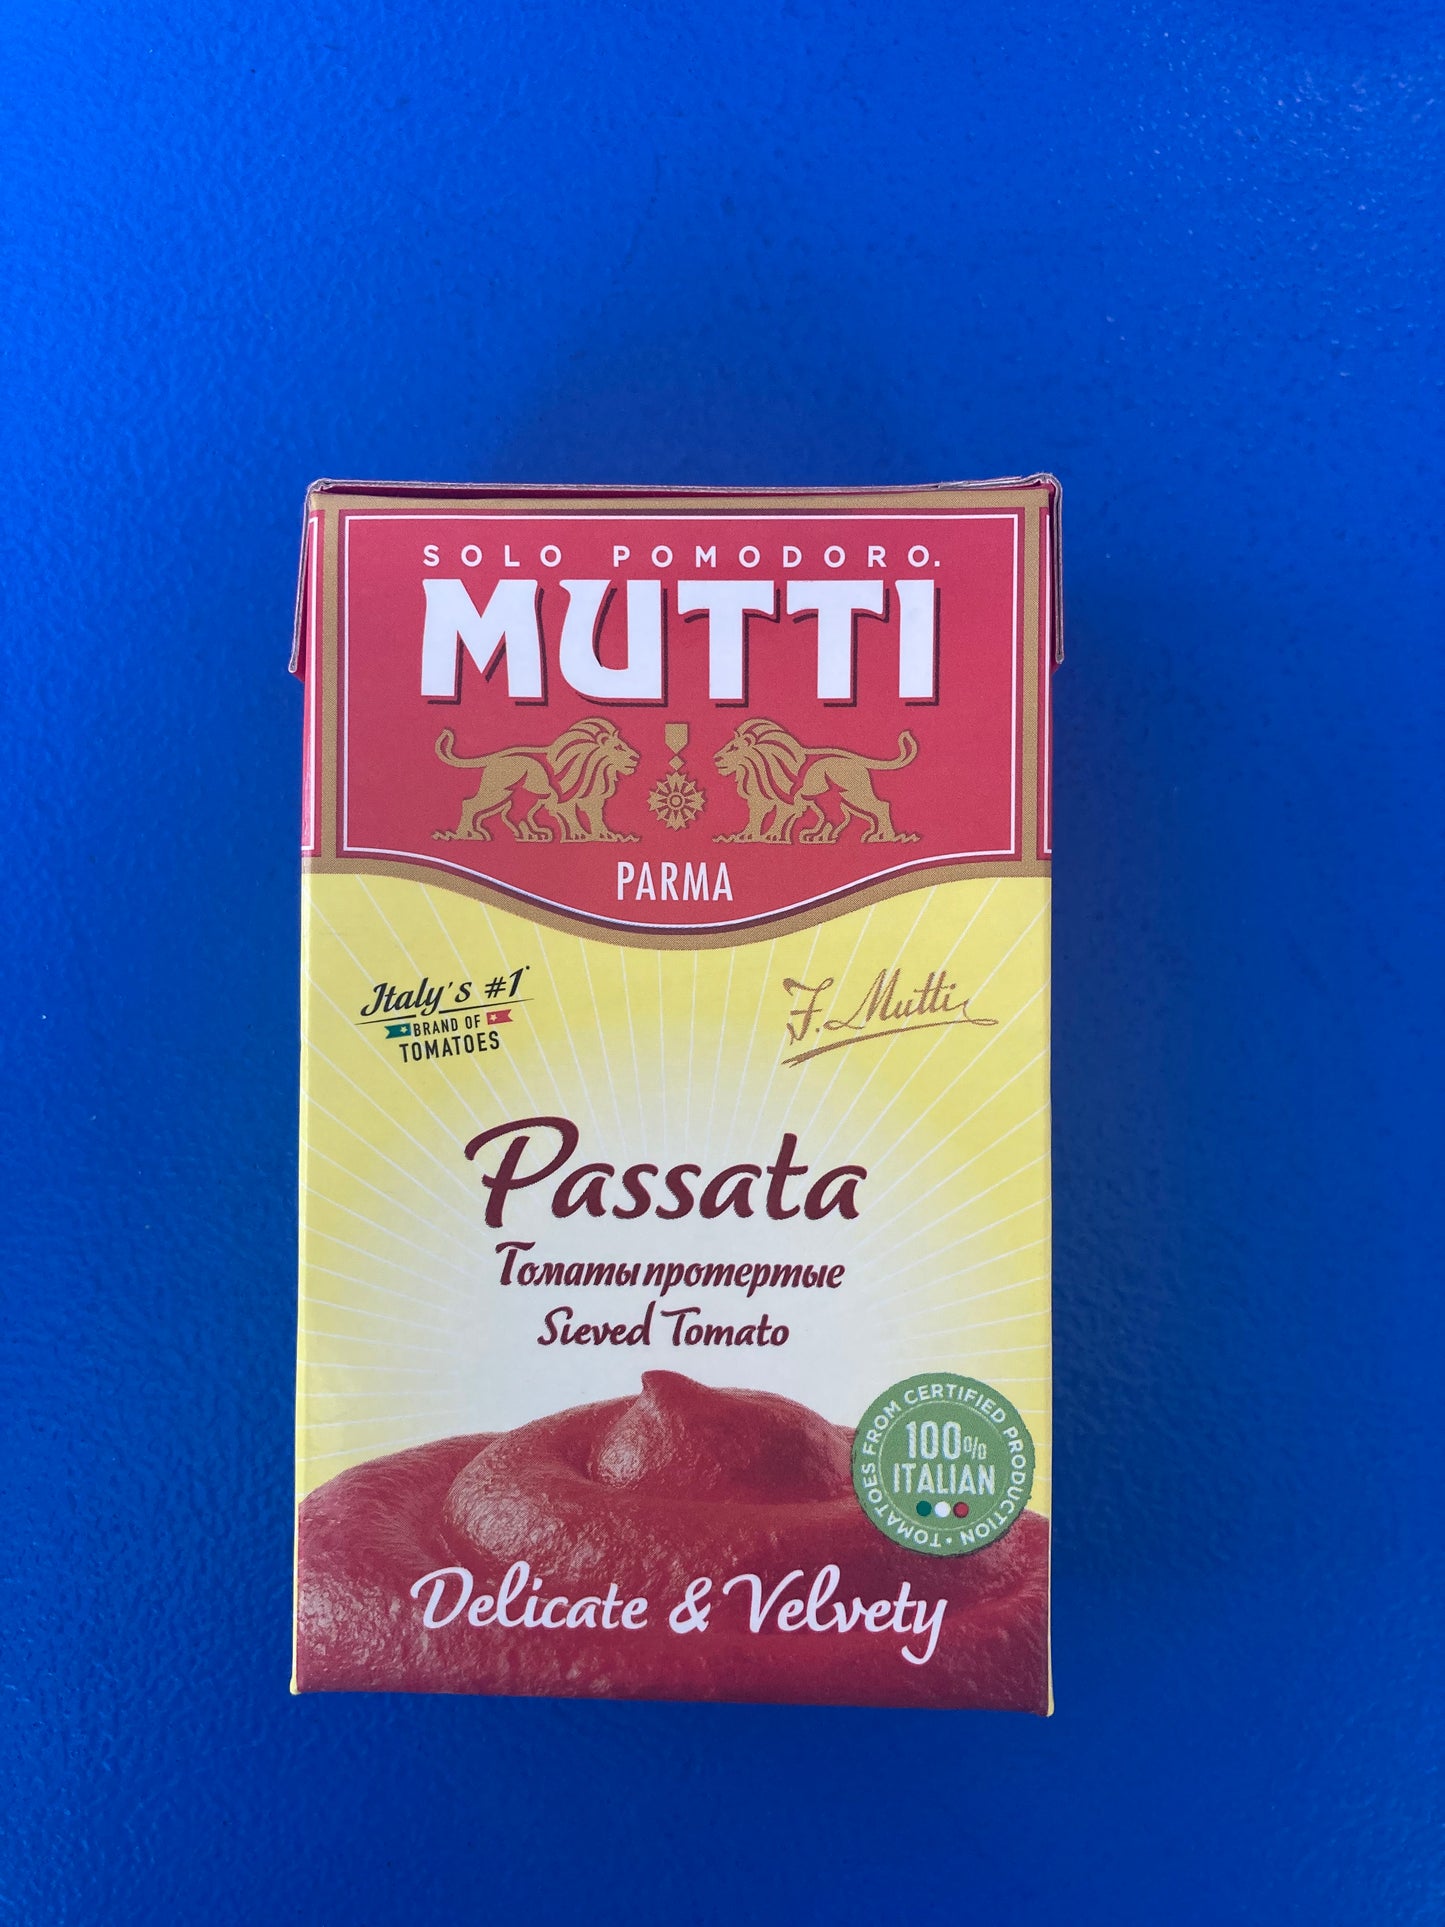 SOLO POMODORO.
MUTTI
PARMA
Italy's #1*
BRAND OF
TOMATOES
F. Mutti
Passata
Томаты протертые
Sieved Tomato
TOMATOES FROM CERTIFIED PRODUCTION •
100%
ITALIAN
Delicate & Velvety